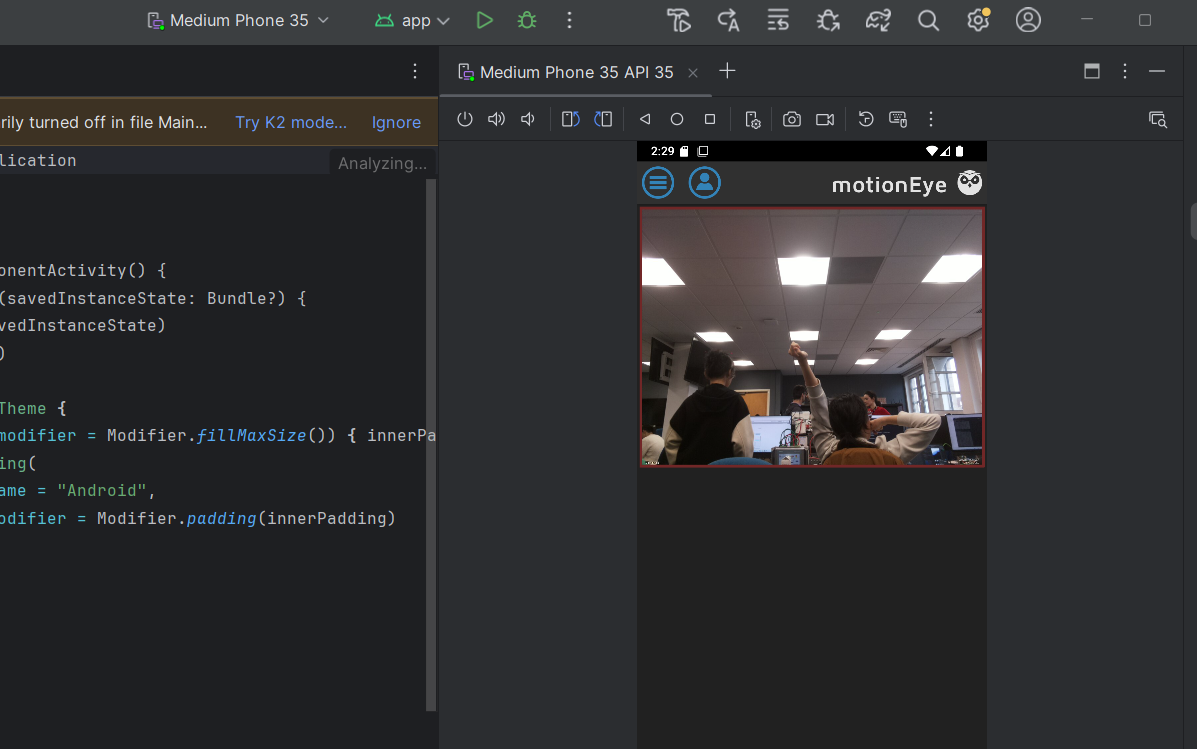 Medium Phone 35
app
Medium Phone 35 API 35
rily turned off in file Main...
Try K2 mode...
Ignore
lication
Analyzing...
onentActivity() {
(savedInstanceState: Bundle?) {
vedInstanceState)
)
Theme {
modifier = Modifier.fillMaxSize()) { innerPa
ing(
ame = "Android",
odifier = Modifier.padding(innerPadding)
2:29
motionEye